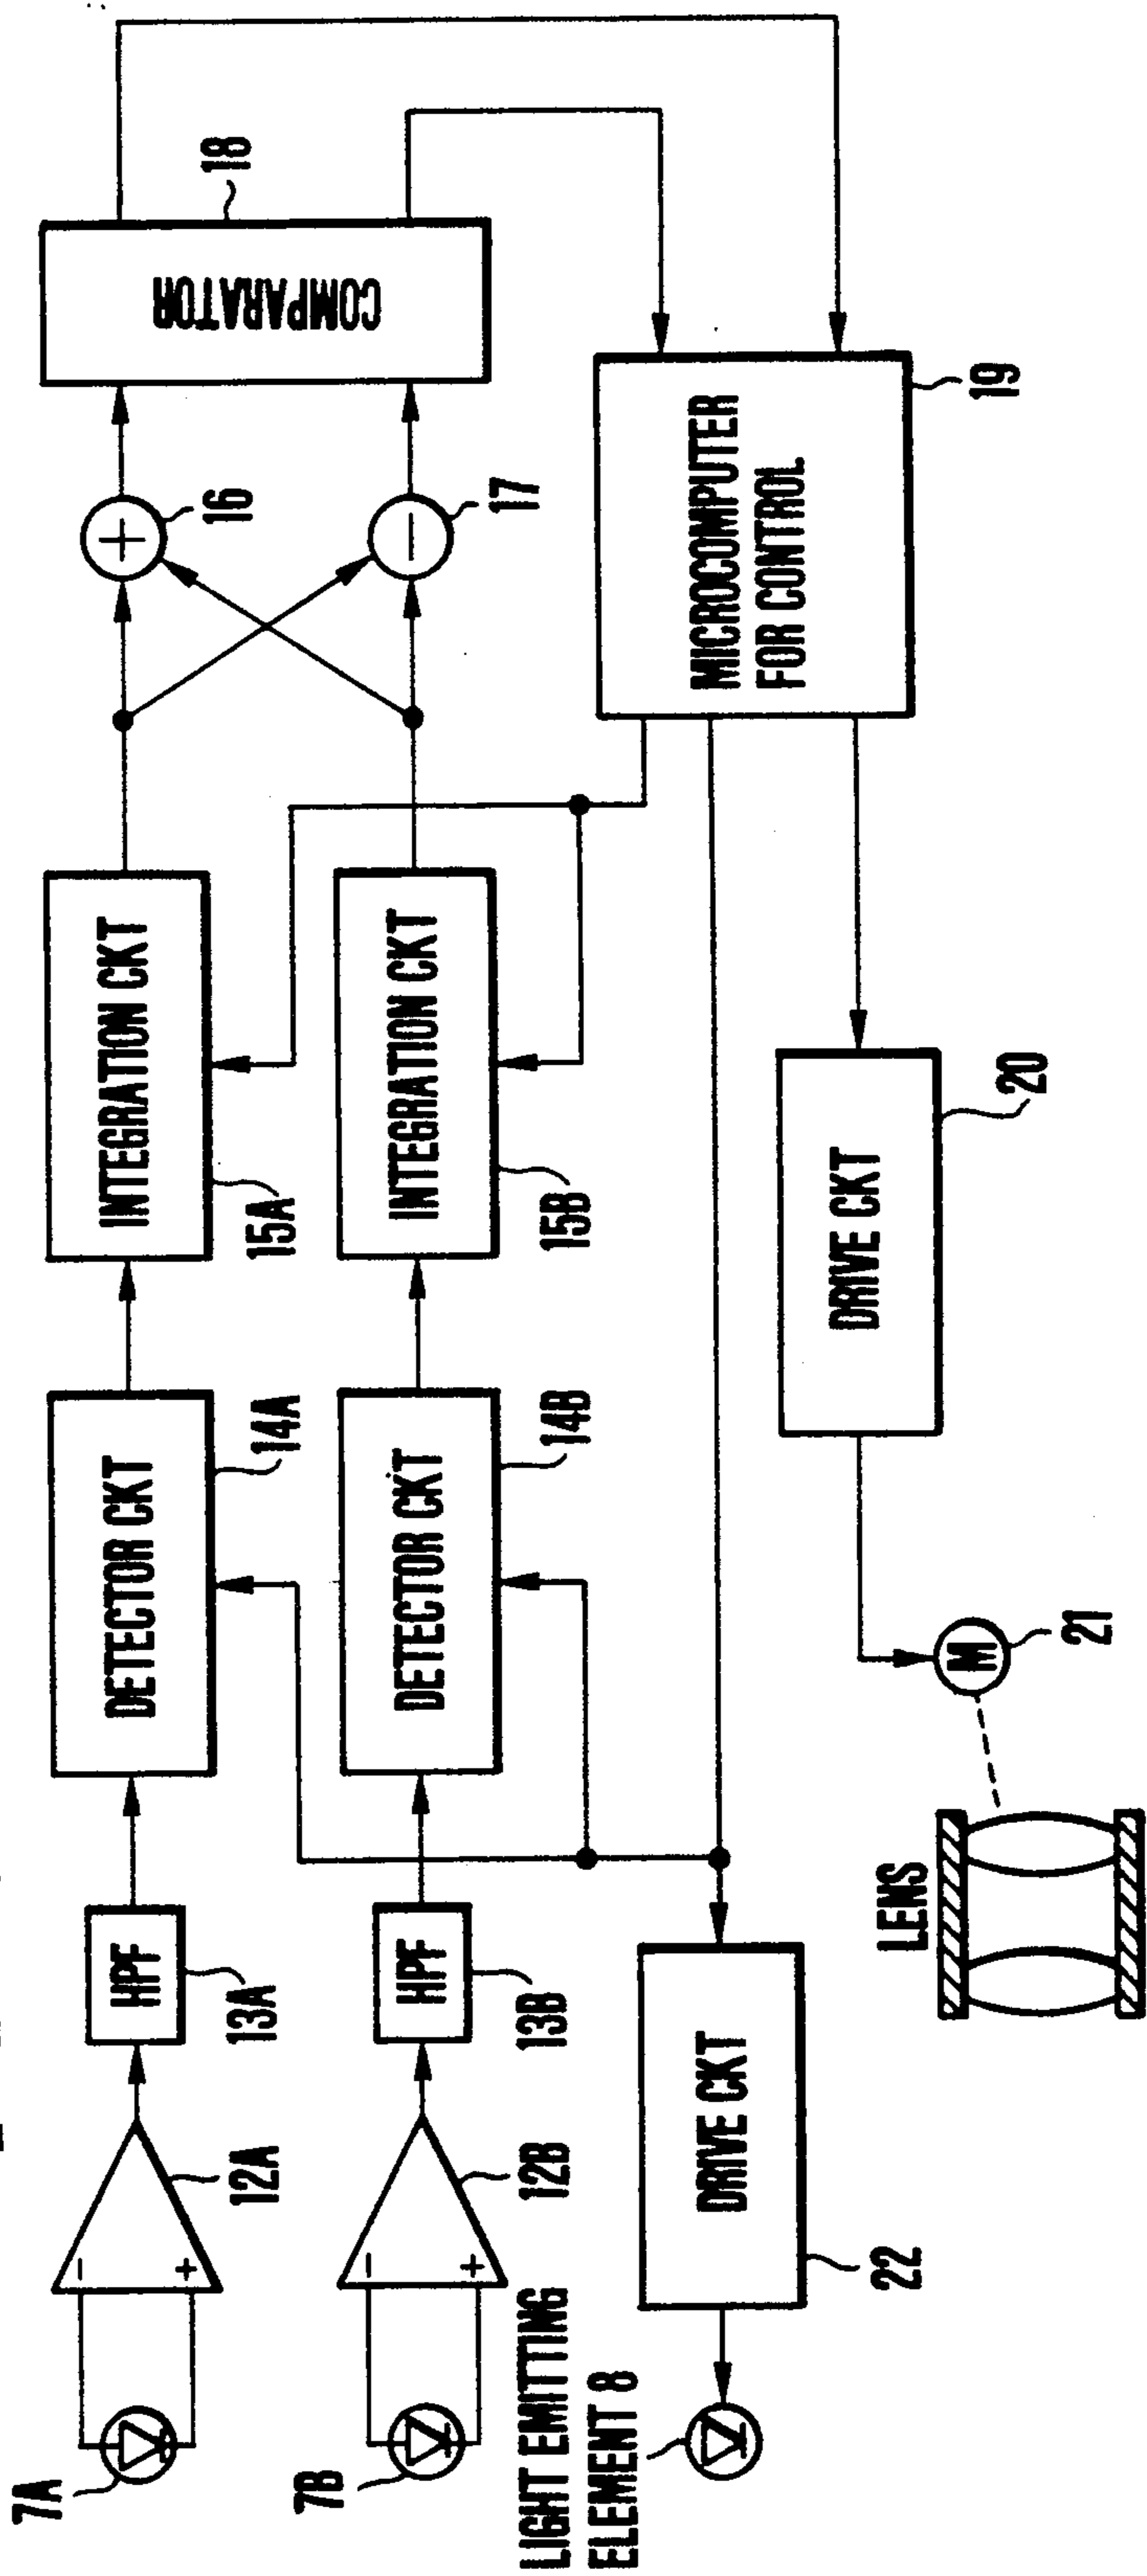 7A
-
+
12A
HPF
13A
DETECTOR CKT
14A
INTEGRATION CKT
15A
+
16
COMPARATOR
18
7B
-
+
12B
HPF
13B
DETECTOR CKT
14B
INTEGRATION CKT
15B
-
17
LIGHT EMITTING
ELEMENT 8
DRIVE CKT
22
MICROCOMPUTER
FOR CONTROL
19
DRIVE CKT
20
LENS
M
21